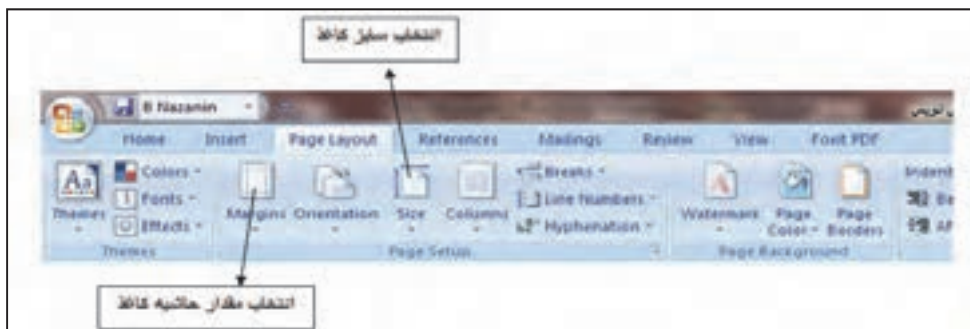 انتخاب سایز کاغذ
B Nazanin
Home Insert Page Layout References Mailings Review View Foxit PDF
Colors
Fonts
Effects
Themes
Margins Orientation Size Columns
Breaks
Line Numbers
Hyphenation
Watermark Page Color Page Borders
Indent
Themes Page Setup Page Background
انتخاب مقدار حاشیه کاغذ